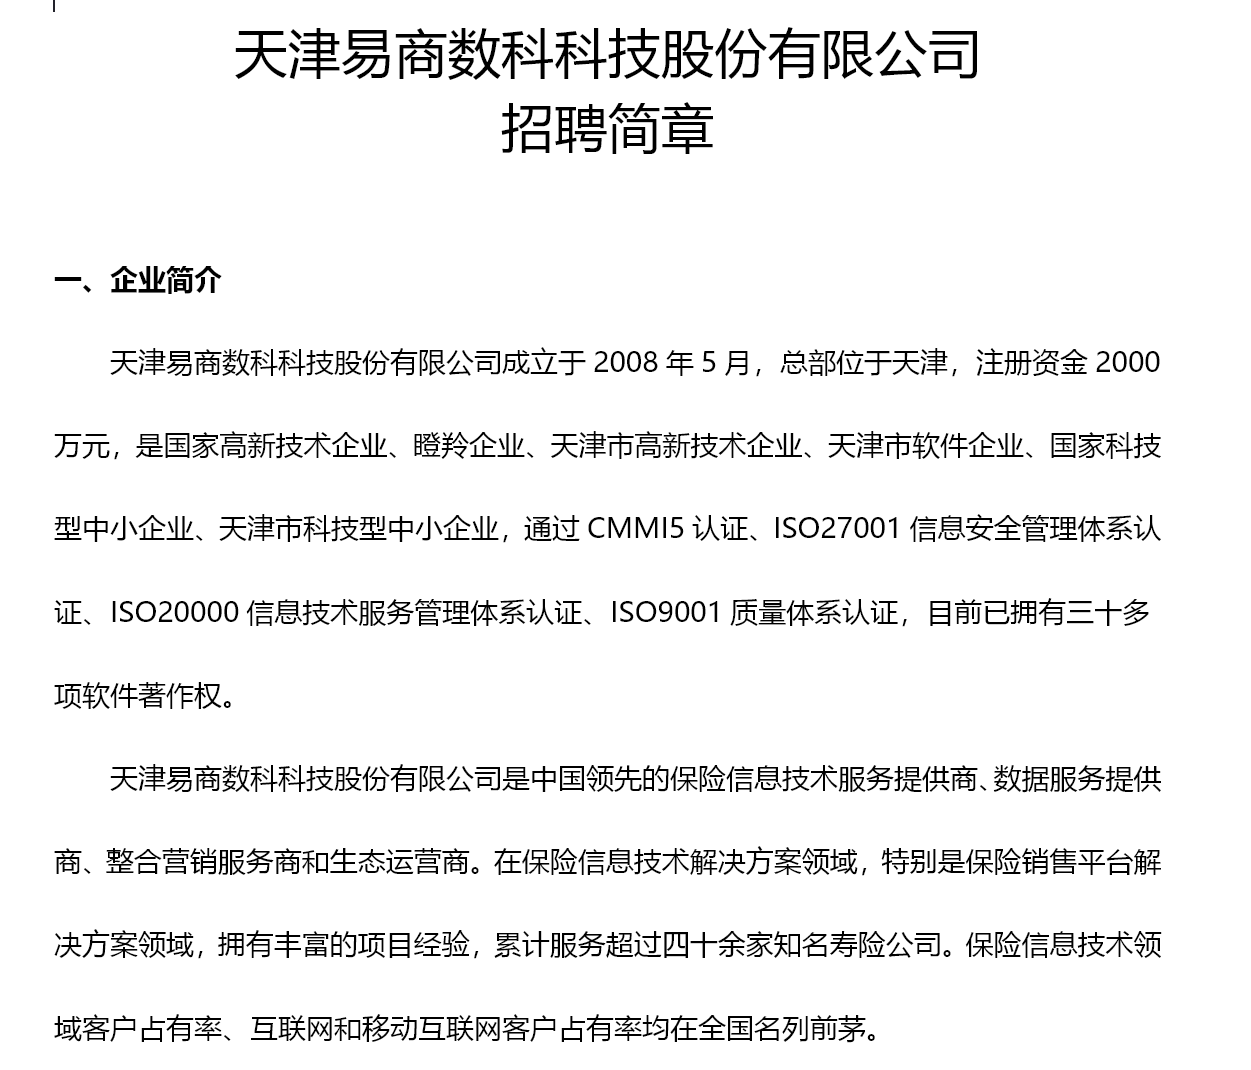 天津易商数科科技股份有限公司
招聘简章
一、企业简介
天津易商数科科技股份有限公司成立于 2008 年 5 月，总部位于天津，注册资金 2000
万元，是国家高新技术企业、瞪羚企业、天津市高新技术企业、天津市软件企业、国家科技
型中小企业、天津市科技型中小企业，通过 CMMI5 认证、ISO27001 信息安全管理体系认
证、ISO20000 信息技术服务管理体系认证、ISO9001 质量体系认证，目前已拥有三十多
项软件著作权。
天津易商数科科技股份有限公司是中国领先的保险信息技术服务提供商、数据服务提供
商、整合营销服务商和生态运营商。在保险信息技术解决方案领域，特别是保险销售平台解
决方案领域，拥有丰富的项目经验，累计服务超过四十余家知名寿险公司。保险信息技术领
域客户占有率、互联网和移动互联网客户占有率均在全国名列前茅。